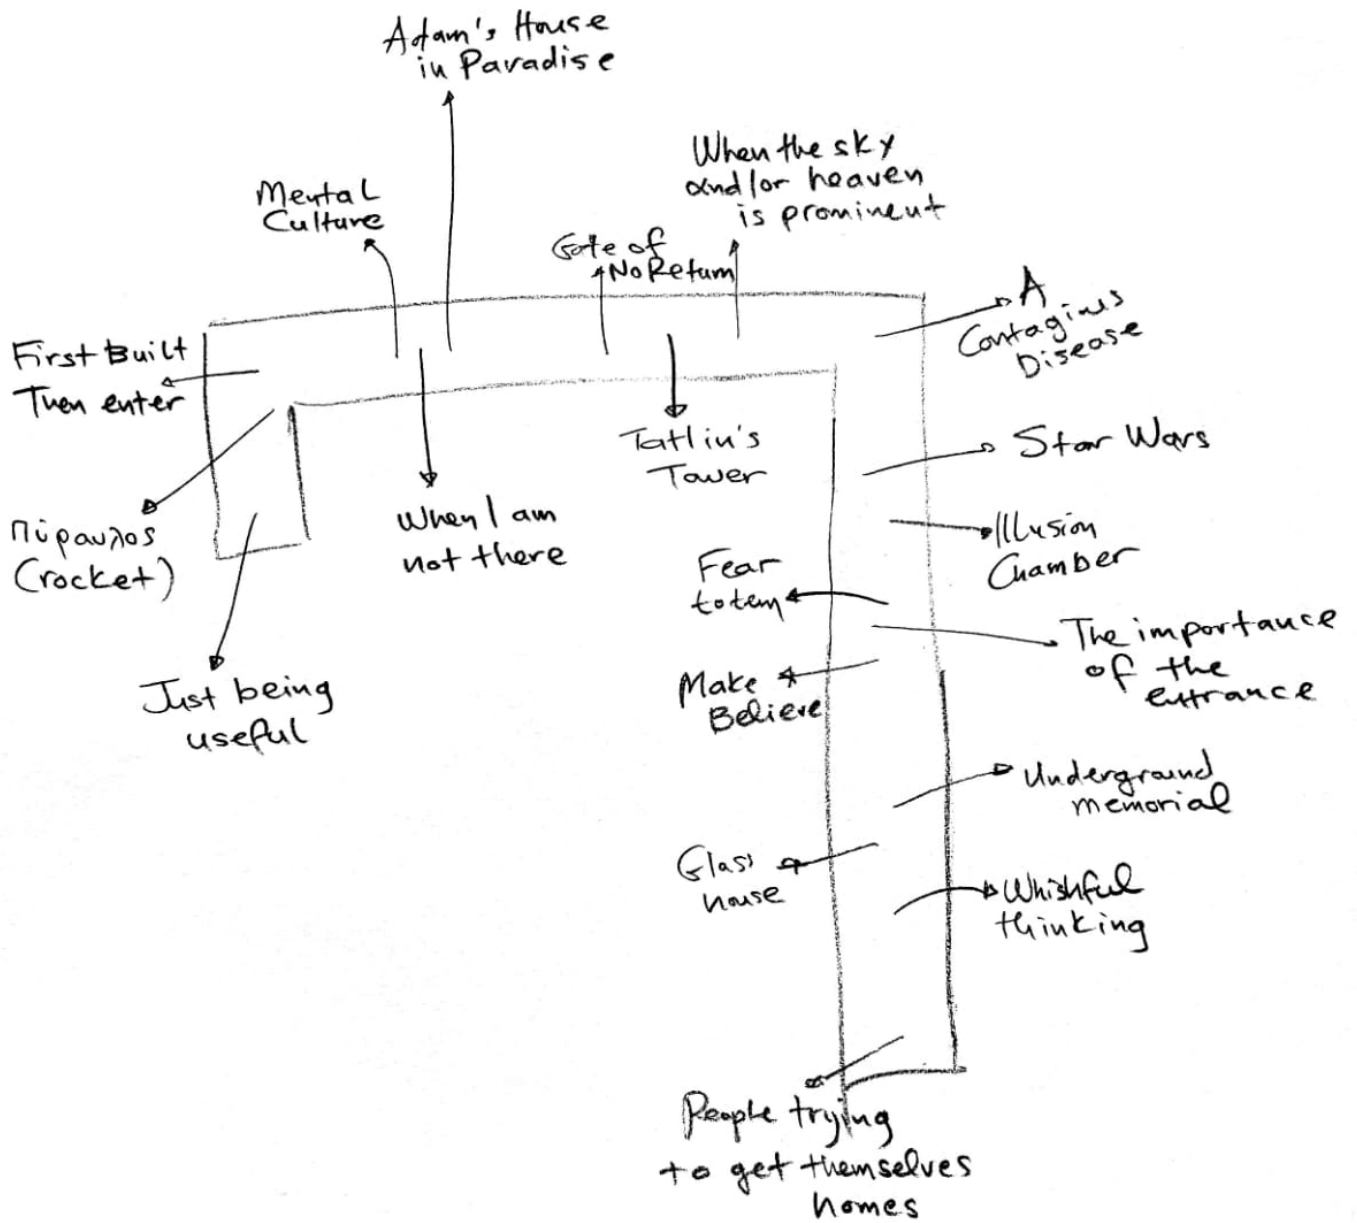 Adam's House
in Paradise
When the sky
and/or heaven
is prominent
Mental
Culture
Gate of
No Return
A
Contagius
Disease
First Built
Then enter
Tatlin's
Tower
Star Wars
Πύραυλος
(rocket)
When I am
not there
Illusion
Chamber
Fear
totem
The importance
of the
entrance
Just being
useful
Make
Believe
Underground
memorial
Glass
house
Whishful
thinking
People trying
to get themselves
homes